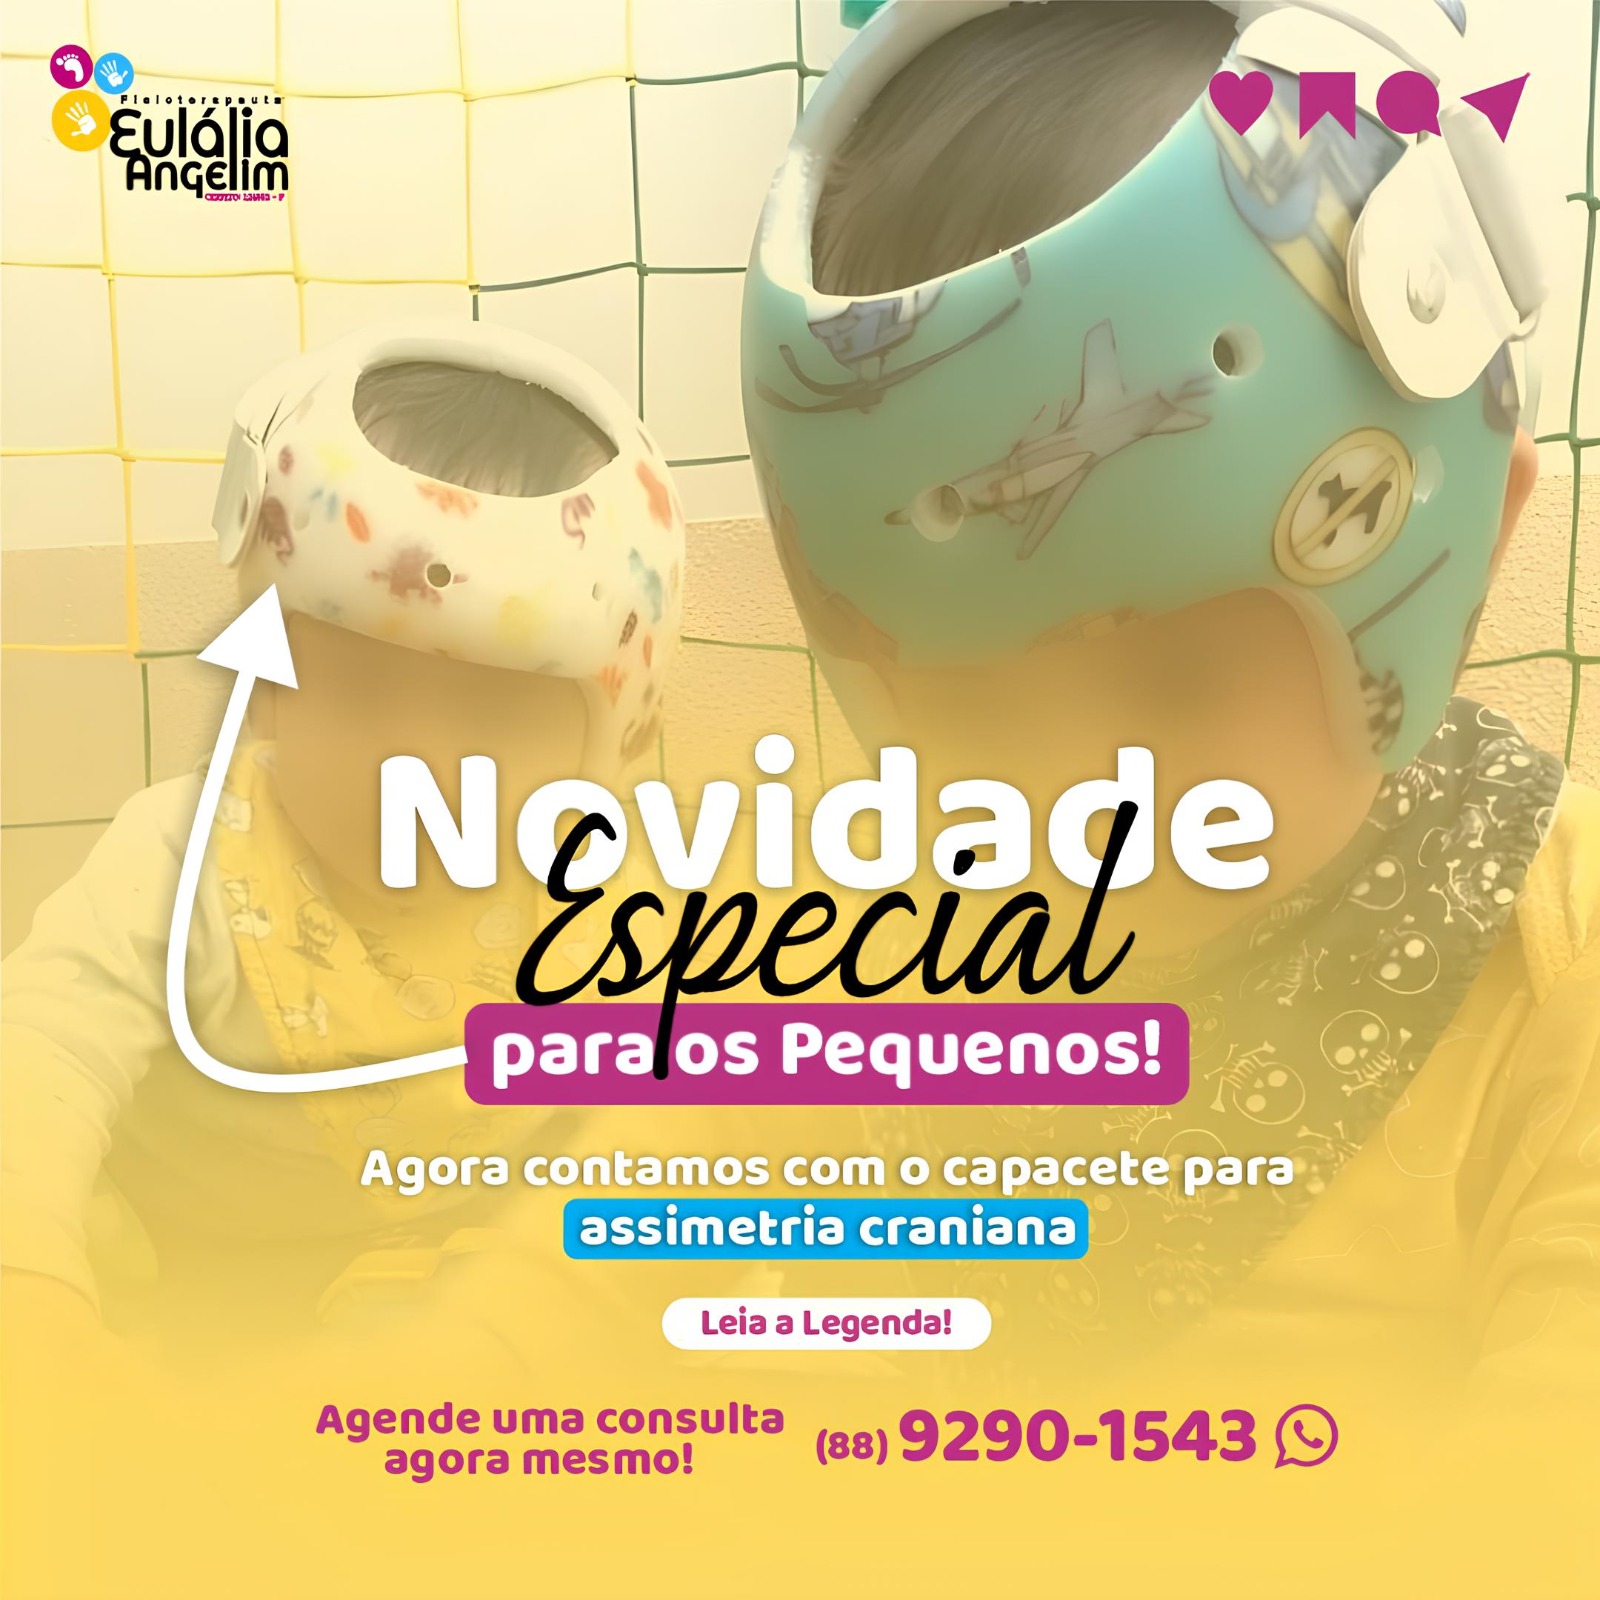 Fisioterapeuta
Eulália
Angelim
Novidade
Especial
para os Pequenos!
Agora contamos com o capacete para
assimetria craniana
Leia a Legenda!
Agende uma consulta
agora mesmo!
(88) 9290-1543